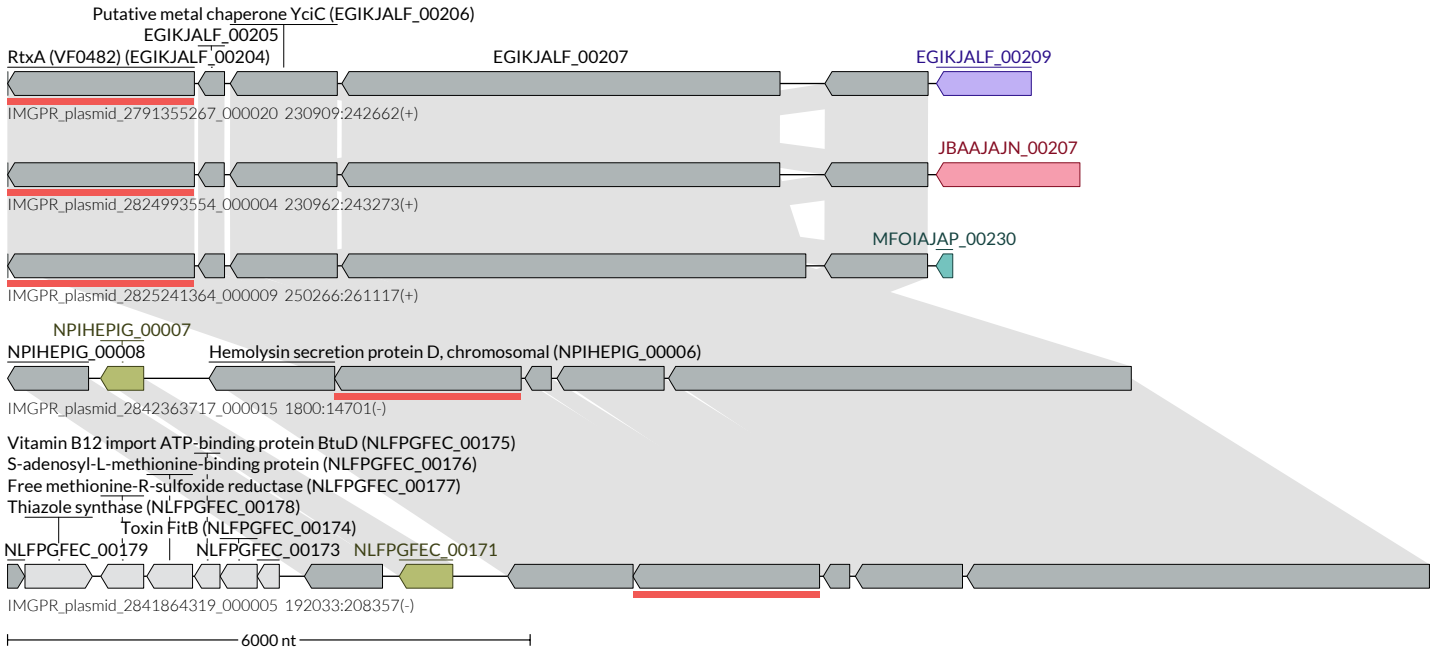 Putative metal chaperone YciC (EGIKJALF_00206)
EGIKJALF_00205
RtxA (VF0482) (EGIKJALF_00204)
EGIKJALF_00207
EGIKJALF_00209
IMGPR_plasmid_2791355267_000020 230909:242662(+)
JBAAJAJN_00207
IMGPR_plasmid_2824993554_000004 230962:243273(+)
MFOIAJAP_00230
IMGPR_plasmid_2825241364_000009 250266:261117(+)
NPIHEPIG_00007
NPIHEPIG_00008
Hemolysin secretion protein D, chromosomal (NPIHEPIG_00006)
IMGPR_plasmid_2842363717_000015 1800:14701(-)
Vitamin B12 import ATP-binding protein BtuD (NLFPGFEC_00175)
S-adenosyl-L-methionine-binding protein (NLFPGFEC_00176)
Free methionine-R-sulfoxide reductase (NLFPGFEC_00177)
Thiazole synthase (NLFPGFEC_00178)
Toxin FitB (NLFPGFEC_00174)
NLFPGFEC_00179
NLFPGFEC_00173
NLFPGFEC_00171
IMGPR_plasmid_2841864319_000005 192033:208357(-)
6000 nt